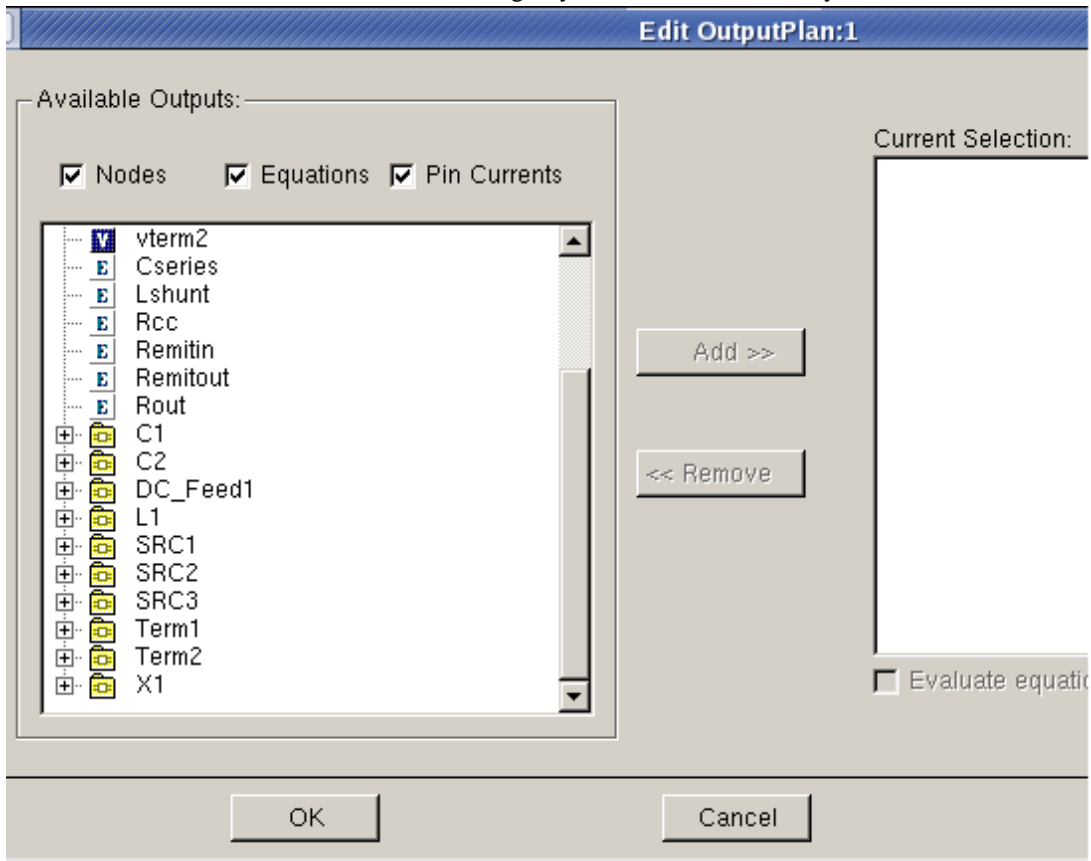 Edit OutputPlan:1
Available Outputs:
Current Selection:
Nodes Equations Pin Currents
V vterm2
E Cseries
E Lshunt
E Rcc
E Remitin
E Remitout
E Rout
C1
C2
DC_Feed1
L1
SRC1
SRC2
SRC3
Term1
Term2
X1
Add >>
<< Remove
Evaluate
OK Cancel